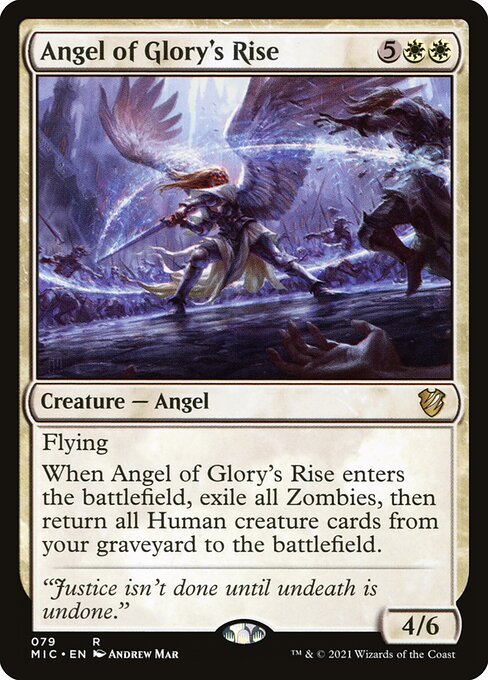 Angel of Glory's Rise 5
Creature — Angel
Flying
When Angel of Glory's Rise enters
the battlefield, exile all Zombies, then
return all Human creature cards from
your graveyard to the battlefield.
"Justice isn't done until undeath is
undone."
4/6
079 R
MIC • EN Andrew Mar
™ & © 2021 Wizards of the Coast